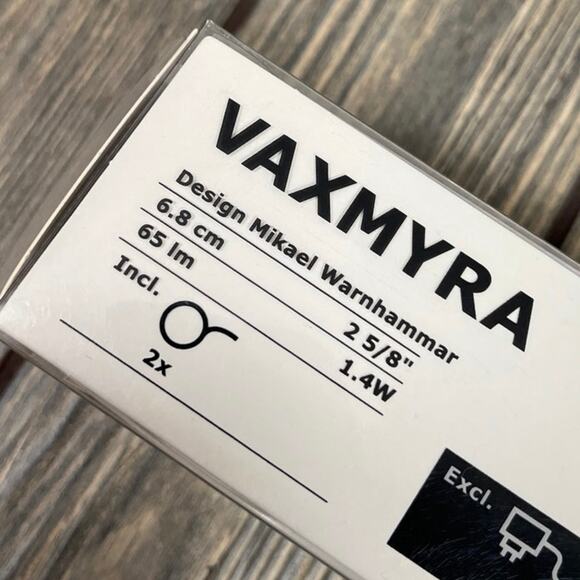 VAXMYRA
Design Mikael Warnhammar
6.8 cm 2 5/8"
65 lm 1.4W
Incl.
2x
Excl.